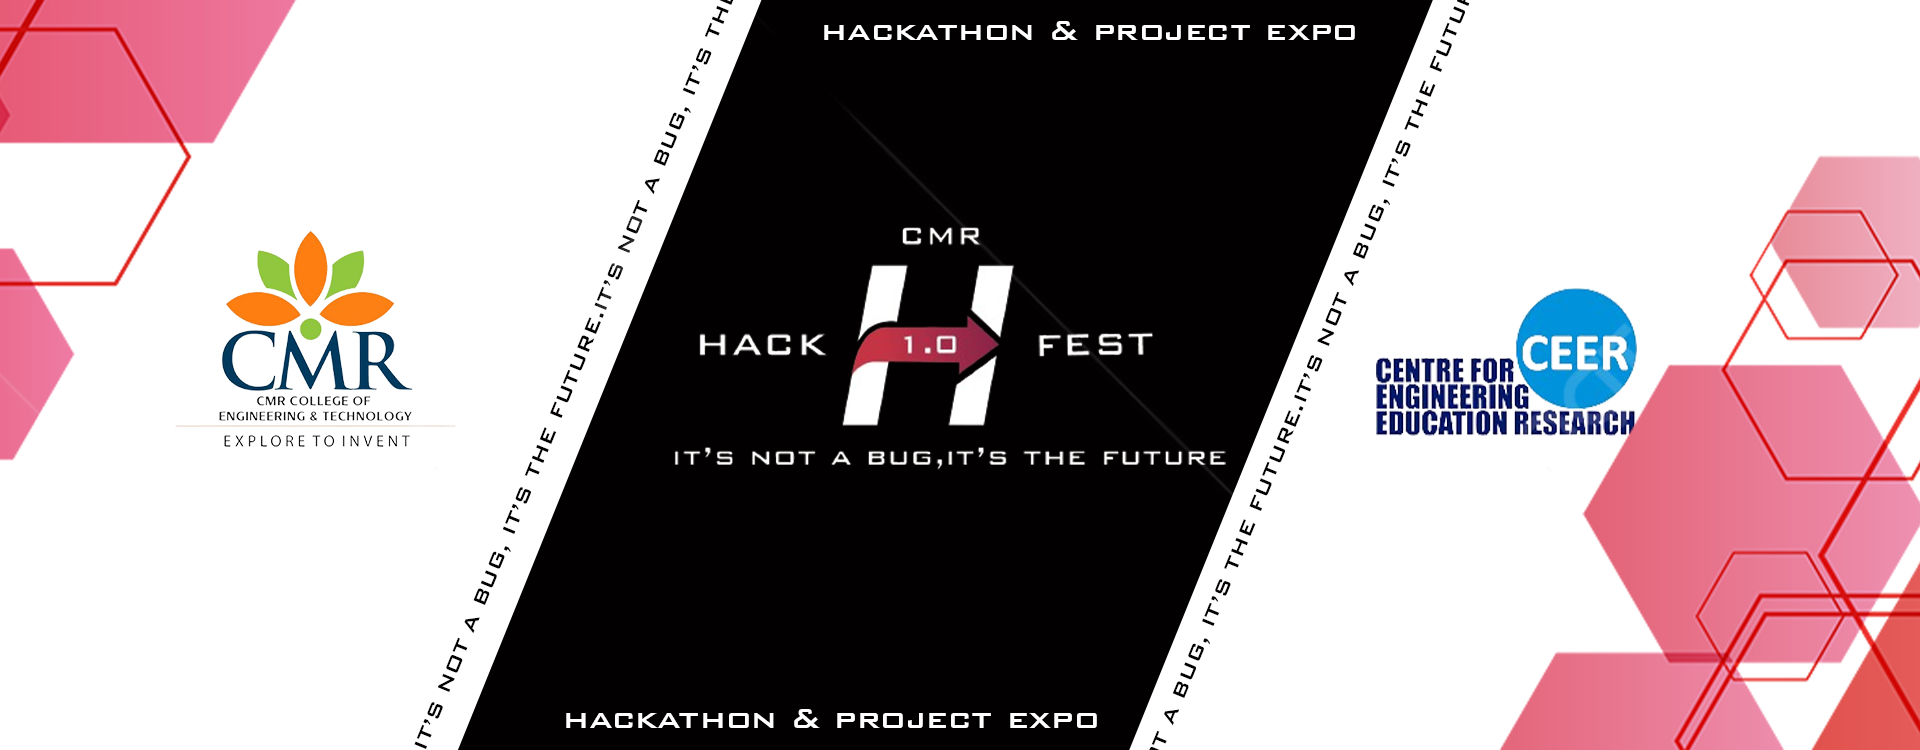 HACKATHON & PROJECT EXPO
IT'S NOT A BUG, IT'S THE FUTURE.IT'S NOT A BUG, IT'S THE
CMR
CMR COLLEGE OF
ENGINEERING & TECHNOLOGY
EXPLORE TO INVENT
CMR
HACK
H
1.0
FEST
IT'S NOT A BUG,IT'S THE FUTURE
A BUG, IT'S THE FUTURE.IT'S NOT A BUG, IT'S THE
CEER
CENTRE FOR
ENGINEERING
EDUCATION RESEARCH
HACKATHON & PROJECT EXPO